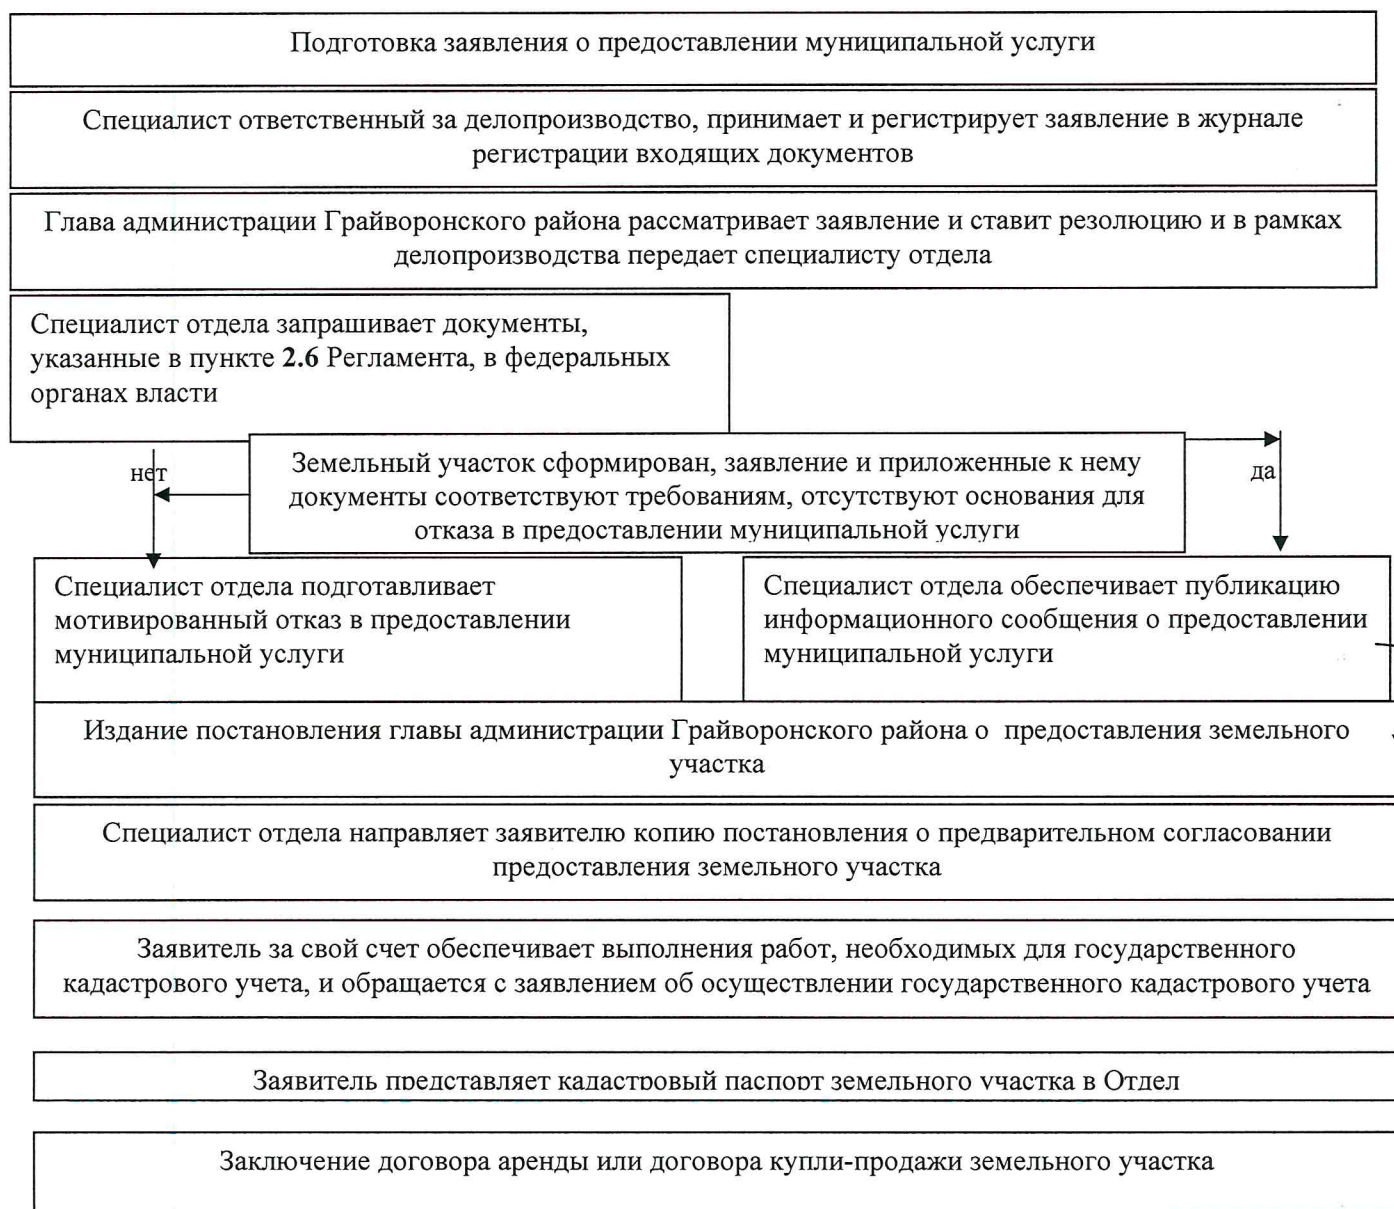 Подготовка заявления о предоставлении муниципальной услуги
Специалист ответственный за делопроизводство, принимает и регистрирует заявление в журнале
регистрации входящих документов
Глава администрации Грайворонского района рассматривает заявление и ставит резолюцию и в рамках
делопроизводства передает специалисту отдела
Специалист отдела запрашивает документы,
указанные в пункте 2.6 Регламента, в федеральных
органах власти
нет
Земельный участок сформирован, заявление и приложенные к нему
документы соответствуют требованиям, отсутствуют основания для
отказа в предоставлении муниципальной услуги
да
Специалист отдела подготавливает
мотивированный отказ в предоставлении
муниципальной услуги
Специалист отдела обеспечивает публикацию
информационного сообщения о предоставлении
муниципальной услуги
Издание постановления главы администрации Грайворонского района о предоставления земельного
участка
Специалист отдела направляет заявителю копию постановления о предварительном согласовании
предоставления земельного участка
Заявитель за свой счет обеспечивает выполнения работ, необходимых для государственного
кадастрового учета, и обращается с заявлением об осуществлении государственного кадастрового учета
Заявитель представляет кадастровый паспорт земельного участка в Отдел
Заключение договора аренды или договора купли-продажи земельного участка